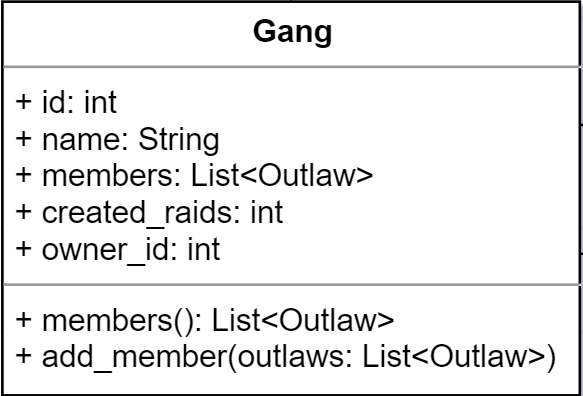 Gang
+ id: int
+ name: String
+ members: List<Outlaw>
+ created_raids: int
+ owner_id: int
+ members(): List<Outlaw>
+ add_member(outlaws: List<Outlaw>)